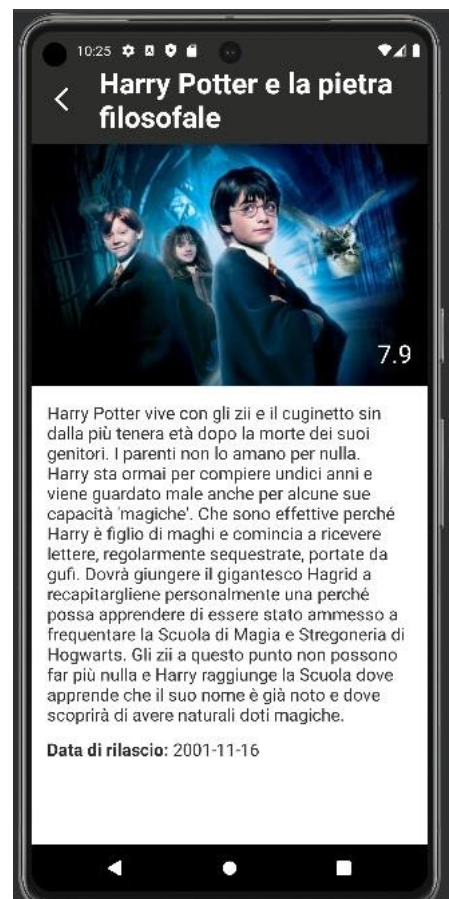 10:25
Harry Potter e la pietra
filosofale
7.9
Harry Potter vive con gli zii e il cuginetto sin
dalla più tenera età dopo la morte dei suoi
genitori. I parenti non lo amano per nulla.
Harry sta ormai per compiere undici anni e
viene guardato male anche per alcune sue
capacità 'magiche'. Che sono effettive perché
Harry è figlio di maghi e comincia a ricevere
lettere, regolarmente sequestrate, portate da
gufi. Dovrà giungere il gigantesco Hagrid a
recapitargliene personalmente una perché
possa apprendere di essere stato ammesso a
frequentare la Scuola di Magia e Stregoneria di
Hogwarts. Gli zii a questo punto non possono
far più nulla e Harry raggiunge la Scuola dove
apprende che il suo nome è già noto e dove
scoprirà di avere naturali doti magiche.
Data di rilascio: 2001-11-16